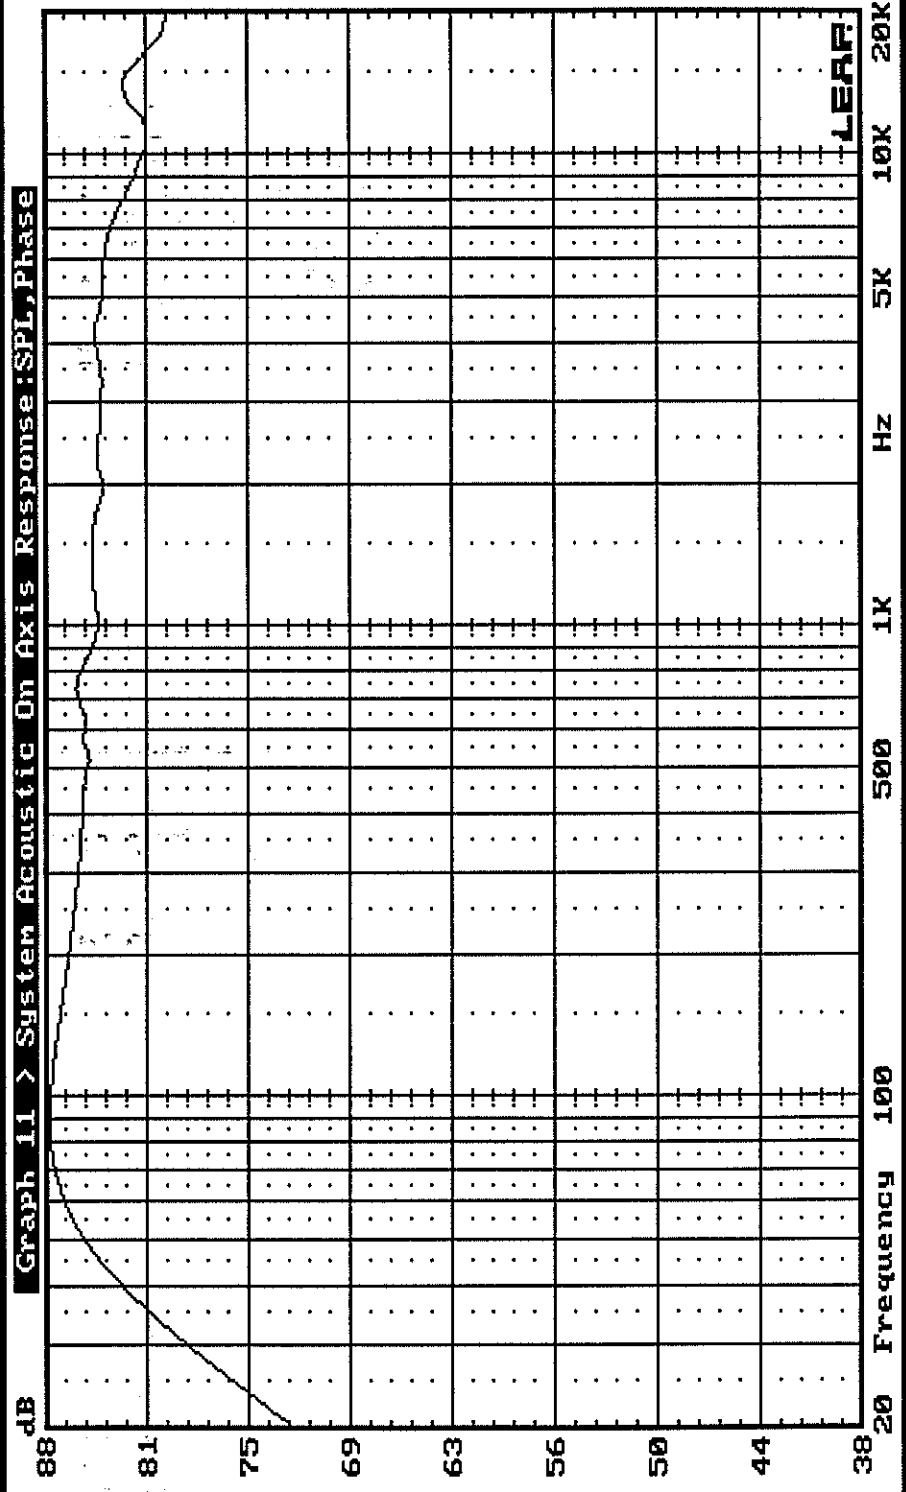 Graph 11 > System Acoustic On Axis Response:SPL,Phase
dB
88
81
75
69
63
56
50
44
38
LEAP
20 Frequency 100 500 1K Hz 5K 10K 20K